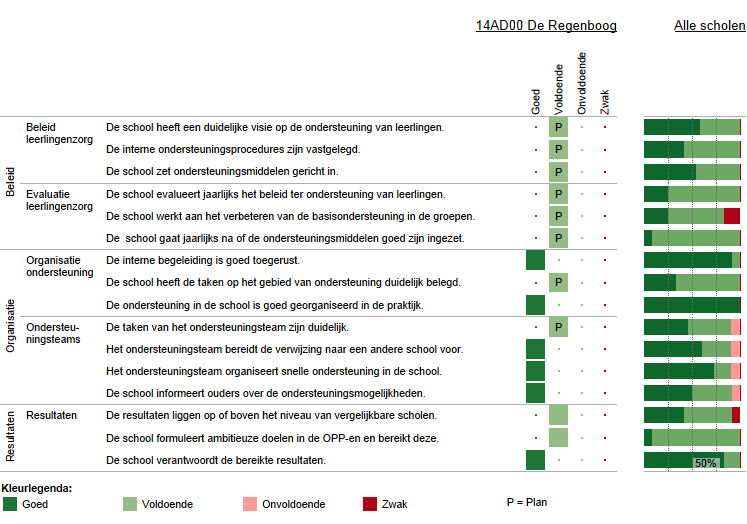 14AD00 De Regenboog
Alle scholen
Goed
Voldoende
Onvoldoende
Zwak
Beleid
Beleid leerlingenzorg
De school heeft een duidelijke visie op de ondersteuning van leerlingen. P
De interne ondersteuningsprocedures zijn vastgelegd. P
De school zet ondersteuningsmiddelen gericht in. P
Evaluatie leerlingenzorg
De school evalueert jaarlijks het beleid ter ondersteuning van leerlingen. P
De school werkt aan het verbeteren van de basisondersteuning in de groepen. P
De school gaat jaarlijks na of de ondersteuningsmiddelen goed zijn ingezet. P
Organisatie
Organisatie ondersteuning
De interne begeleiding is goed toegerust.
De school heeft de taken op het gebied van ondersteuning duidelijk belegd. P
De ondersteuning in de school is goed georganiseerd in de praktijk.
Ondersteu-
ningsteams
De taken van het ondersteuningsteam zijn duidelijk. P
Het ondersteuningsteam bereidt de verwijzing naar een andere school voor.
Het ondersteuningsteam organiseert snelle ondersteuning in de school.
De school informeert ouders over de ondersteuningsmogelijkheden.
Resultaten
Resultaten
De resultaten liggen op of boven het niveau van vergelijkbare scholen.
De school formuleert ambitieuze doelen in de OPP-en en bereikt deze.
De school verantwoordt de bereikte resultaten.
50%
Kleurlegenda:
Goed
Voldoende
Onvoldoende
Zwak
P = Plan